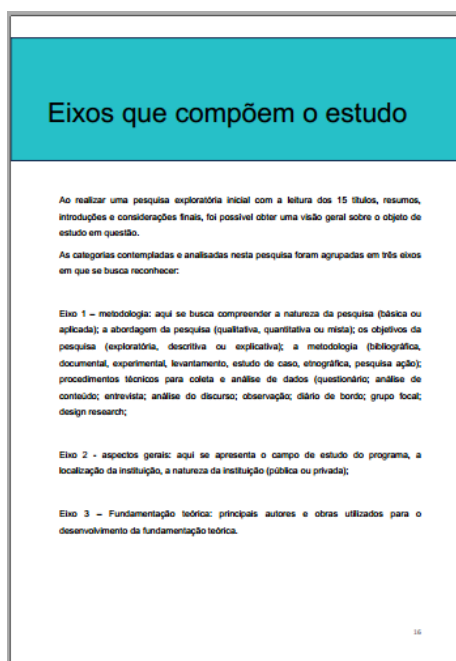 Eixos que compõem o estudo
Ao realizar uma pesquisa exploratória inicial com a leitura dos 15 títulos, resumos,
introduções e considerações finais, foi possível obter uma visão geral sobre o objeto de
estudo em questão.
As categorias contempladas e analisadas nesta pesquisa foram agrupadas em três eixos
em que se busca reconhecer:
Eixo 1 – metodologia: aqui se busca compreender a natureza da pesquisa (básica ou
aplicada); a abordagem da pesquisa (qualitativa, quantitativa ou mista); os objetivos da
pesquisa (exploratória, descritiva ou explicativa); a metodologia (bibliográfica,
documental, experimental, levantamento, estudo de caso, etnográfica, pesquisa ação);
procedimentos técnicos para coleta e análise de dados (questionário; análise de
conteúdo; entrevista; análise do discurso; observação; diário de bordo; grupo focal;
design research;
Eixo 2 - aspectos gerais: aqui se apresenta o campo de estudo do programa, a
localização da instituição, a natureza da instituição (pública ou privada);
Eixo 3 – Fundamentação teórica: principais autores e obras utilizados para o
desenvolvimento da fundamentação teórica.
16